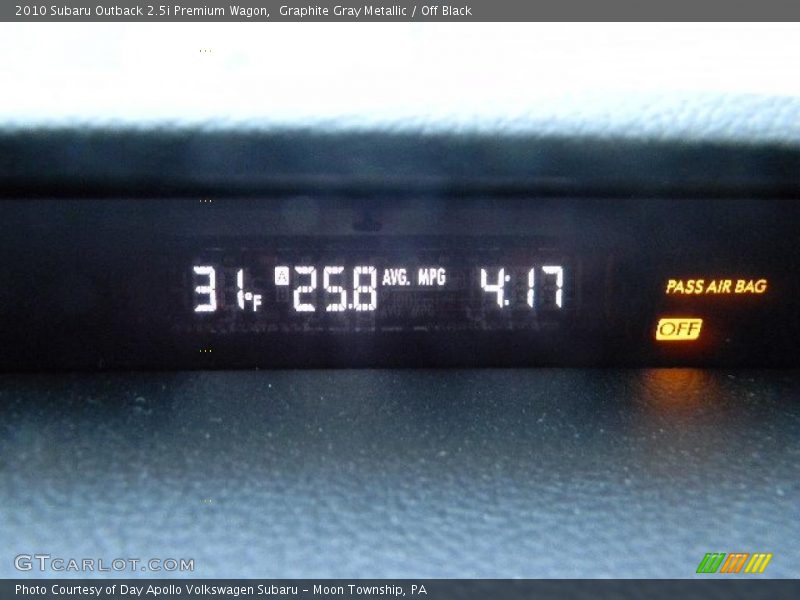 2010 Subaru Outback 2.5i Premium Wagon,  Graphite Gray Metallic / Off Black
31°F A 25.8 AVG. MPG 4:17
PASS AIR BAG
OFF
GTCARLOT.COM
Photo Courtesy of Day Apollo Volkswagen Subaru – Moon Township, PA